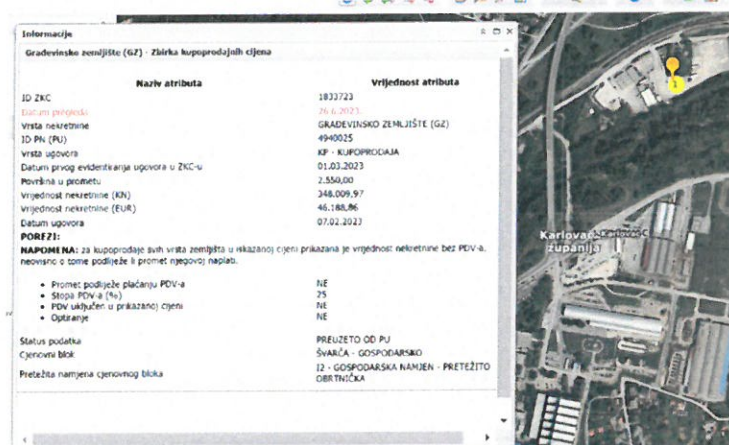 Informacije
Građevinsko zemljište (GZ) - Zbirka kupoprodajnih cijena
Naziv atributa Vrijednost atributa
ID ZKC 1833723
Datum pregleda 26.6.2023.
Vrsta nekretnine GRAĐEVINSKO ZEMLJIŠTE (GZ)
ID PN (PU) 4940025
Vrsta ugovora KP - KUPOPRODAJA
Datum prvog evidentiranja ugovora u ZKC-u 01.03.2023
Površina u prometu 2.550,00
Vrijednost nekretnine (KN) 348.009,97
Vrijednost nekretnine (EUR) 46.188,86
Datum ugovora 07.02.2023
POREZI:
NAPOMENA: za kupoprodaje svih vrsta zemljišta u iskazanoj cijeni prikazana je vrijednost nekretnine bez PDV-a,
neovisno o tome podliježe li promet njegovoj naplati.
• Promet podliježe plaćanju PDV-a NE
• Stopa PDV-a (%) 25
• PDV uključen u prikazanoj cijeni NE
• Optiranje NE
Status podatka PREUZETO OD PU
Cjenovni blok ŠVARČA - GOSPODARSKO
Pretežita namjena cjenovnog bloka I2 - GOSPODARSKA NAMJEN - PRETEŽITO
OBRTNIČKA
1
Karlovačka
županija